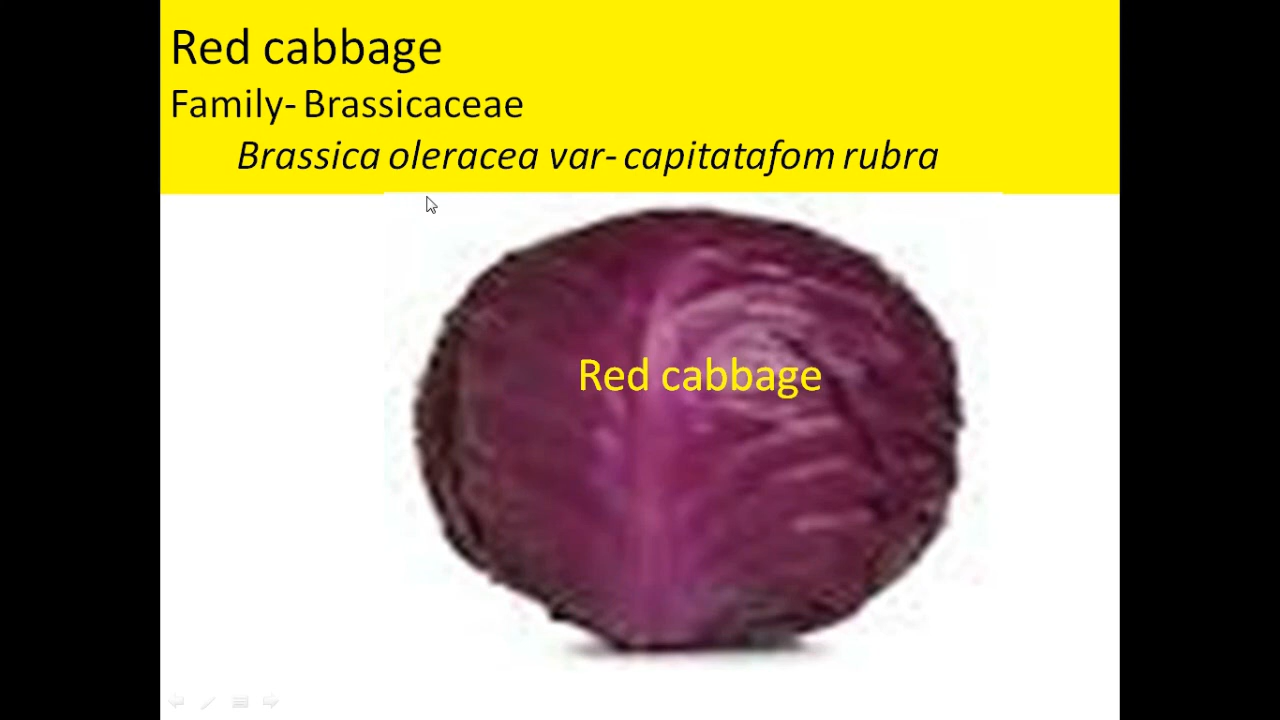 Red cabbage
Family- Brassicaceae
Brassica oleracea var- capitatafom rubra
Red cabbage